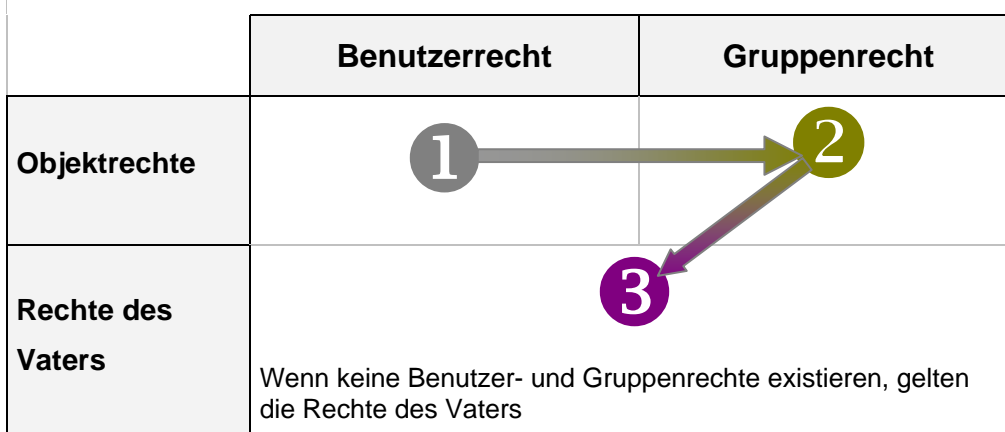 Benutzerrecht Gruppenrecht
Objektrechte 1 2
3
Rechte des
Vaters
Wenn keine Benutzer- und Gruppenrechte existieren, gelten
die Rechte des Vaters